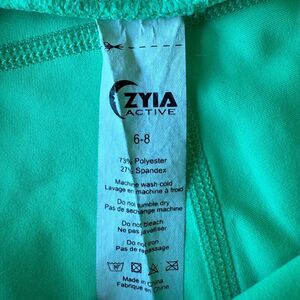 ZYIA
ACTIVE
6-8
73% Polyester
27% Spandex
Machine wash cold
Lavage en machine à froid
Do not tumble dry
Pas de sechange machine
Do not bleach
Ne pas javelliser
Do not iron
Pas de repassage
Made in China
Fabriqué en Chine